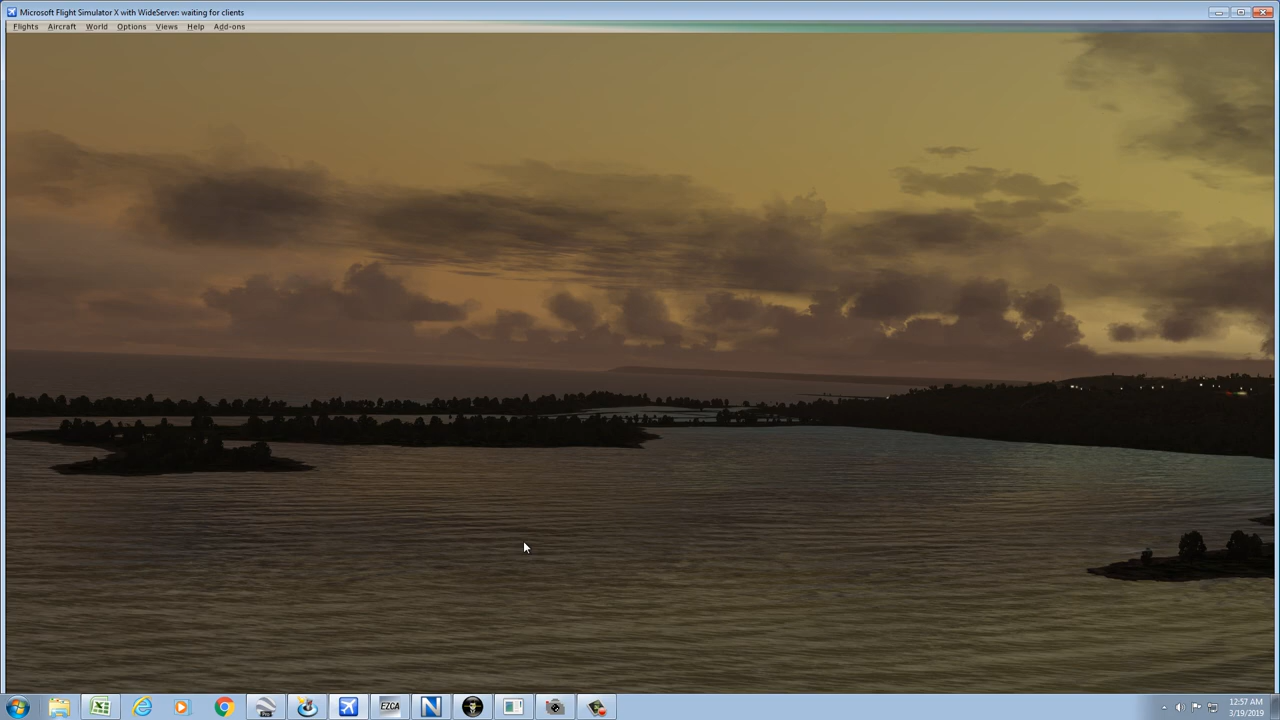 Microsoft Flight Simulator X with WideServer: waiting for clients
Flights Aircraft World Options Views Help Add-ons
Pro
EZCA
N
12:57 AM
3/19/2019